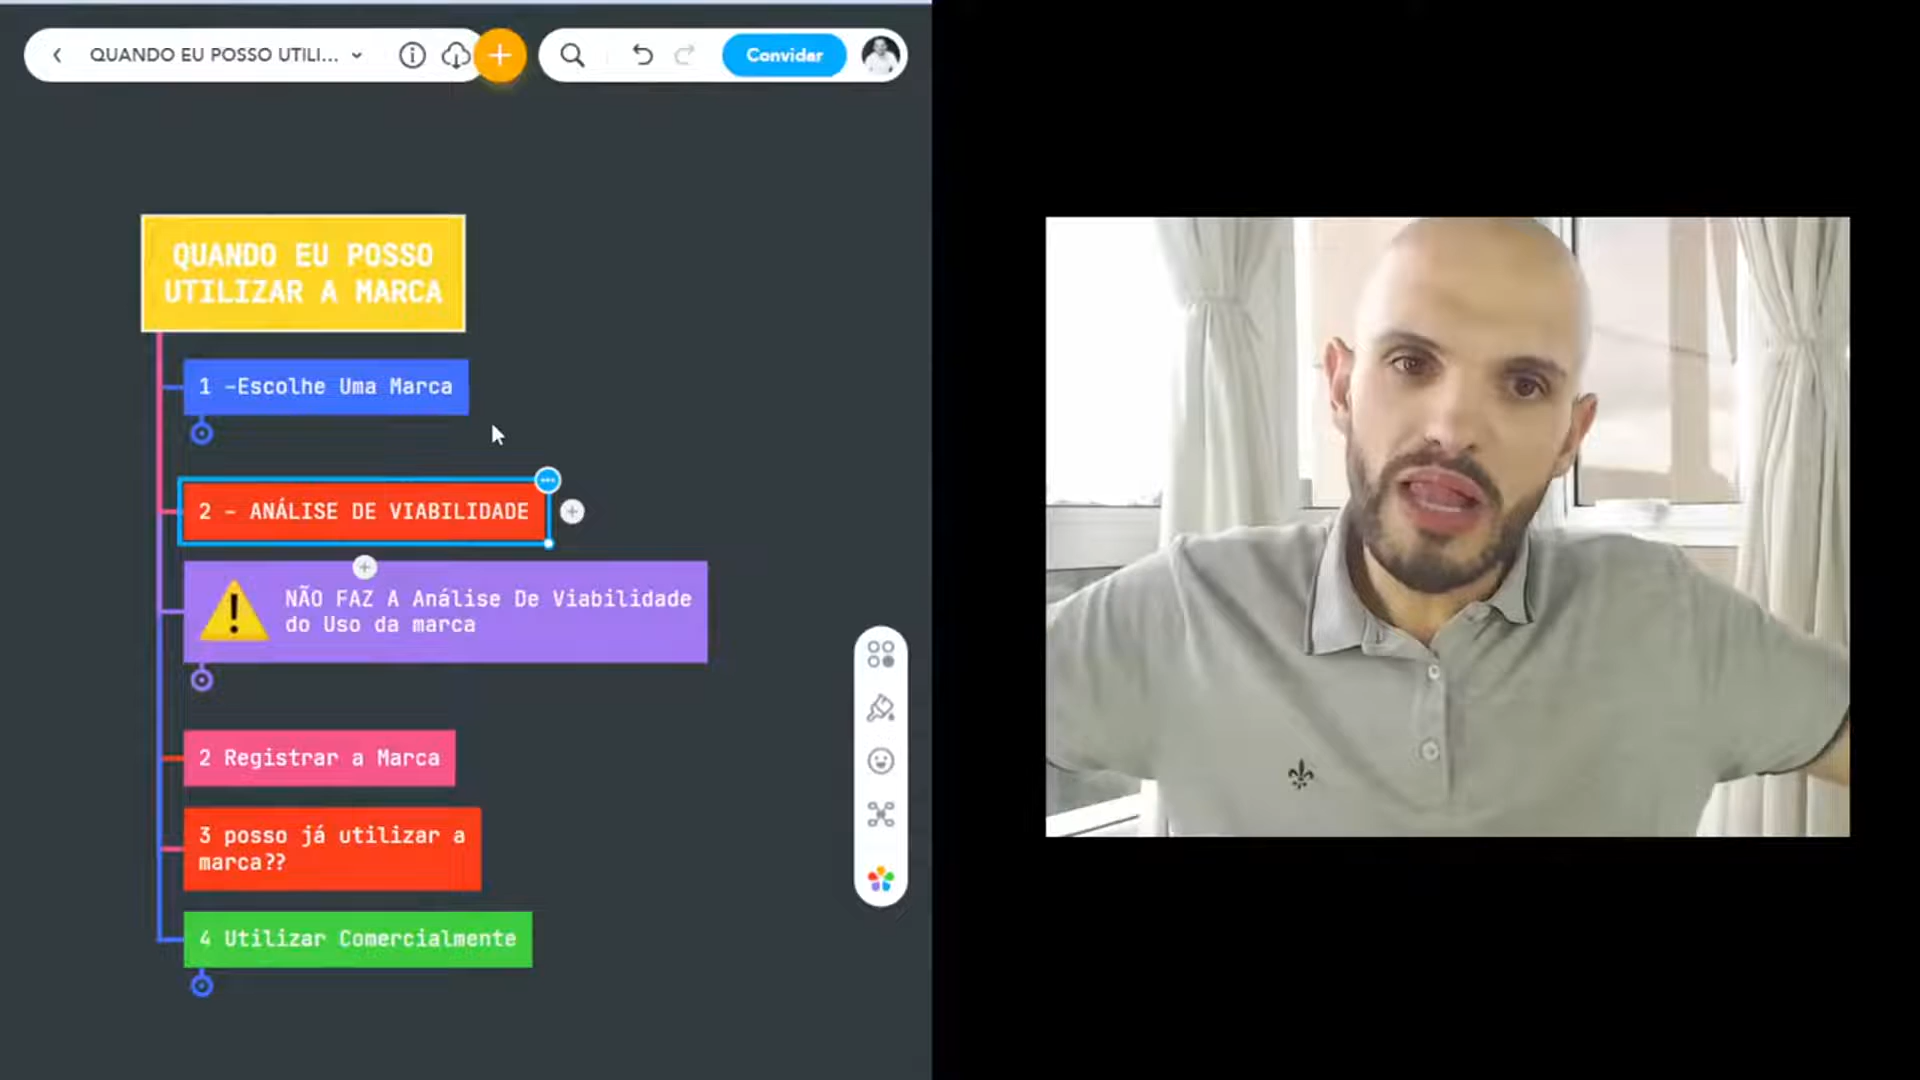 QUANDO EU POSSO UTILI...
Convidar
QUANDO EU POSSO
UTILIZAR A MARCA
1 -Escolhe Uma Marca
2 - ANÁLISE DE VIABILIDADE
NÃO FAZ A Análise De Viabilidade
do Uso da marca
2 Registrar a Marca
3 posso já utilizar a
marca??
4 Utilizar Comercialmente